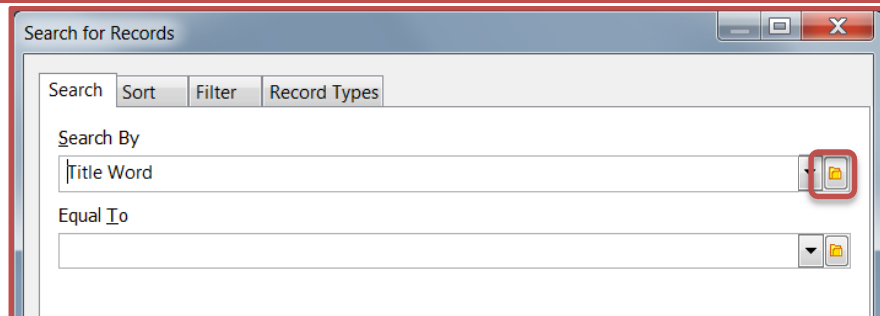 Search for Records
Search Sort Filter Record Types
Search By
Title Word
Equal To